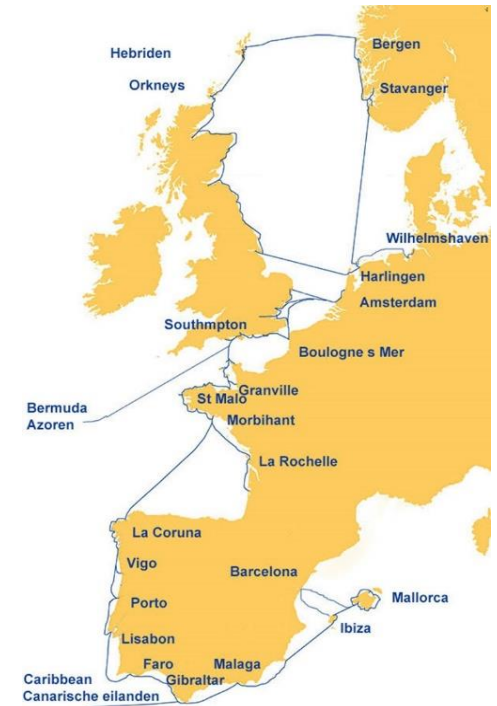 Bergen
Hebriden
Orkneys
Stavanger
Wilhelmshaven
Harlingen
Amsterdam
Southmpton
Boulogne s Mer
Granville
St Malo
Bermuda
Azoren
Morbihant
La Rochelle
La Coruna
Vigo
Barcelona
Mallorca
Porto
Ibiza
Lisabon
Faro
Malaga
Caribbean
Gibraltar
Canarische eilanden